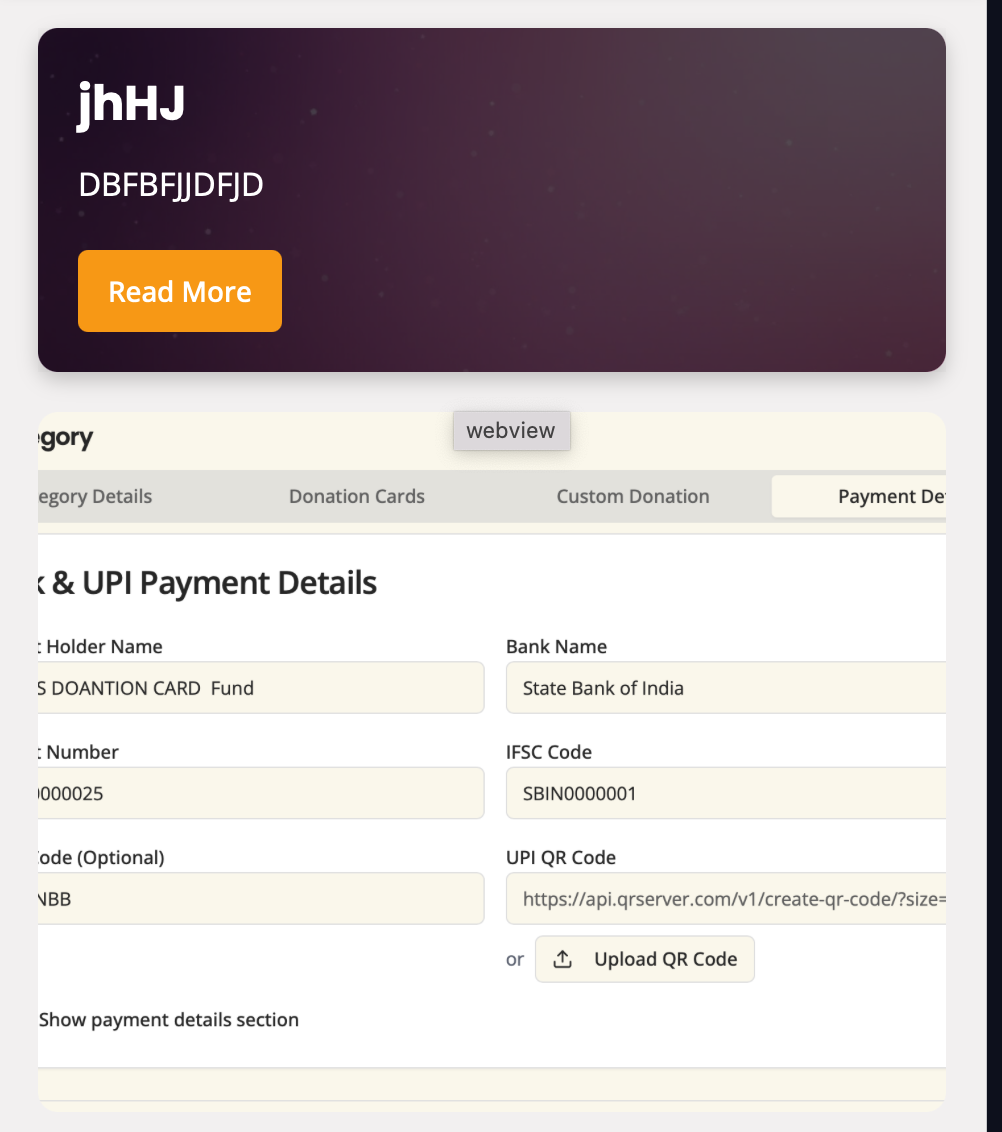 jhHJ
DBFBFJJDFJD
Read More
webview
egory
egory Details Donation Cards Custom Donation Payment De
& UPI Payment Details
Holder Name Bank Name
S DOANTION CARD  Fund State Bank of India
Number IFSC Code
000025 SBIN0000001
ode (Optional) UPI QR Code
NBB https://api.qrserver.com/v1/create-qr-code/?size=
or Upload QR Code
Show payment details section